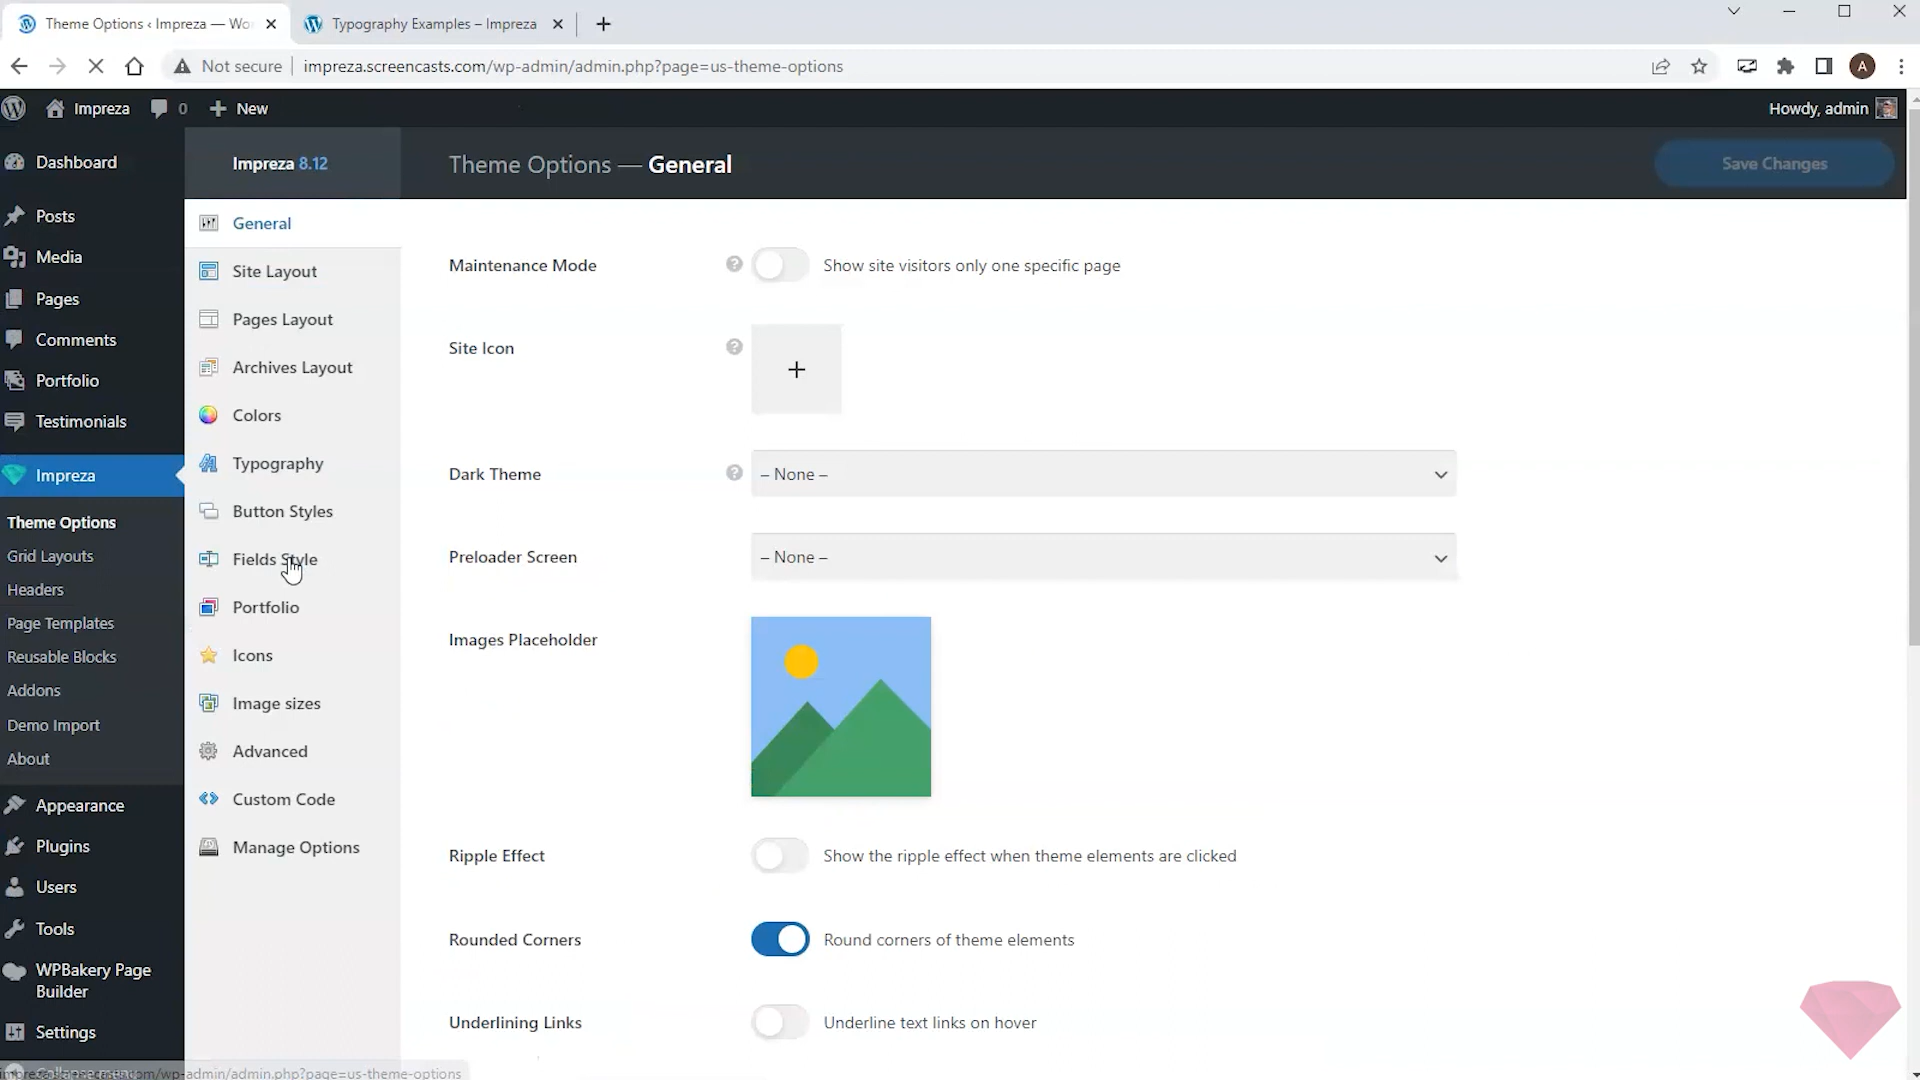 Theme Options ‹ Impreza — Wo
Typography Examples – Impreza
Not secure
impreza.screencasts.com/wp-admin/admin.php?page=us-theme-options
A
Impreza
0
New
Howdy, admin
Dashboard
Posts
Media
Pages
Comments
Portfolio
Testimonials
Impreza
Theme Options
Grid Layouts
Headers
Page Templates
Reusable Blocks
Addons
Demo Import
About
Appearance
Plugins
Users
Tools
WPBakery Page
Builder
Settings
Impreza 8.12
General
Site Layout
Pages Layout
Archives Layout
Colors
Typography
Button Styles
Fields Style
Portfolio
Icons
Image sizes
Advanced
Custom Code
Manage Options
Theme Options — General
Save Changes
Maintenance Mode
Show site visitors only one specific page
Site Icon
Dark Theme
– None –
Preloader Screen
– None –
Images Placeholder
Ripple Effect
Show the ripple effect when theme elements are clicked
Rounded Corners
Round corners of theme elements
Underlining Links
Underline text links on hover
.com/wp-admin/admin.php?page=us-theme-options